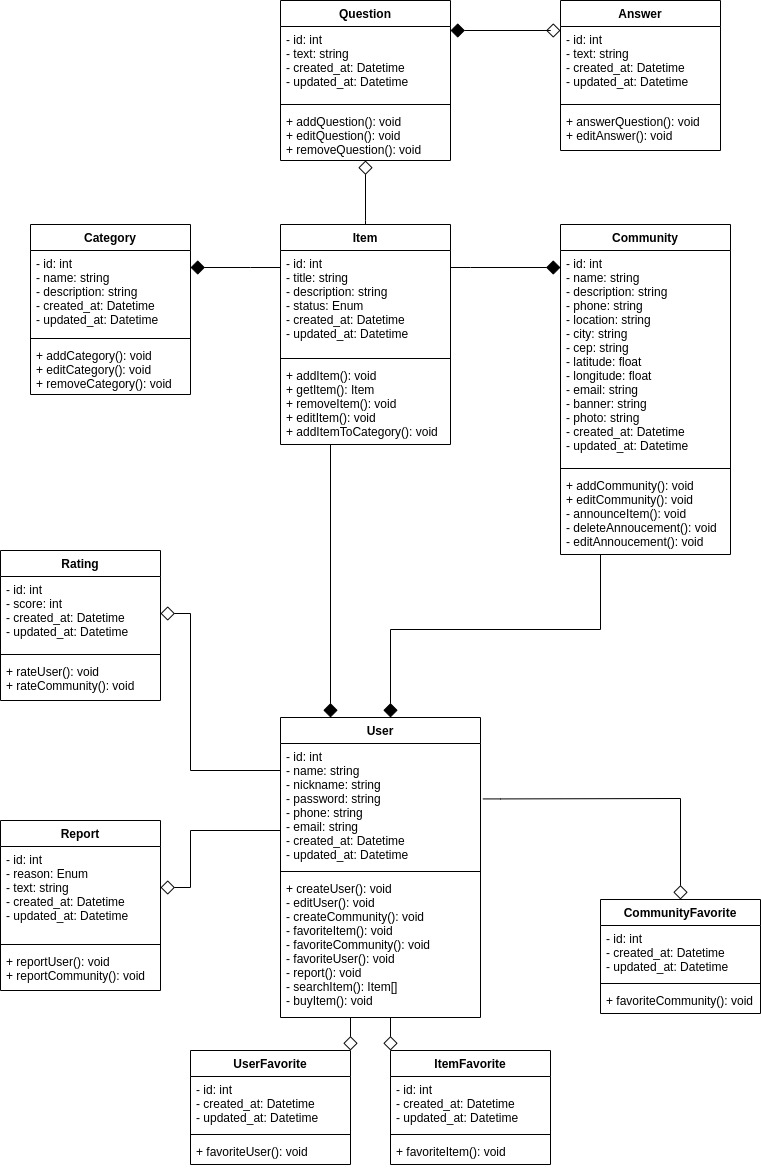 Question
- id: int
- text: string
- created_at: Datetime
- updated_at: Datetime
+ addQuestion(): void
+ editQuestion(): void
+ removeQuestion(): void
Answer
- id: int
- text: string
- created_at: Datetime
- updated_at: Datetime
+ answerQuestion(): void
+ editAnswer(): void
Category
- id: int
- name: string
- description: string
- created_at: Datetime
- updated_at: Datetime
+ addCategory(): void
+ editCategory(): void
+ removeCategory(): void
Item
- id: int
- title: string
- description: string
- status: Enum
- created_at: Datetime
- updated_at: Datetime
+ addItem(): void
+ getItem(): Item
+ removeItem(): void
+ editItem(): void
+ addItemToCategory(): void
Community
- id: int
- name: string
- description: string
- phone: string
- location: string
- city: string
- cep: string
- latitude: float
- longitude: float
- email: string
- banner: string
- photo: string
- created_at: Datetime
- updated_at: Datetime
+ addCommunity(): void
+ editCommunity(): void
- announceItem(): void
- deleteAnnoucement(): void
- editAnnoucement(): void
Rating
- id: int
- score: int
- created_at: Datetime
- updated_at: Datetime
+ rateUser(): void
+ rateCommunity(): void
User
- id: int
- name: string
- nickname: string
- password: string
- phone: string
- email: string
- created_at: Datetime
- updated_at: Datetime
+ createUser(): void
- editUser(): void
- createCommunity(): void
- favoriteItem(): void
- favoriteCommunity(): void
- favoriteUser(): void
- report(): void
- searchItem(): Item[]
- buyItem(): void
Report
- id: int
- reason: Enum
- text: string
- created_at: Datetime
- updated_at: Datetime
+ reportUser(): void
+ reportCommunity(): void
CommunityFavorite
- id: int
- created_at: Datetime
- updated_at: Datetime
+ favoriteCommunity(): void
UserFavorite
- id: int
- created_at: Datetime
- updated_at: Datetime
+ favoriteUser(): void
ItemFavorite
- id: int
- created_at: Datetime
- updated_at: Datetime
+ favoriteItem(): void